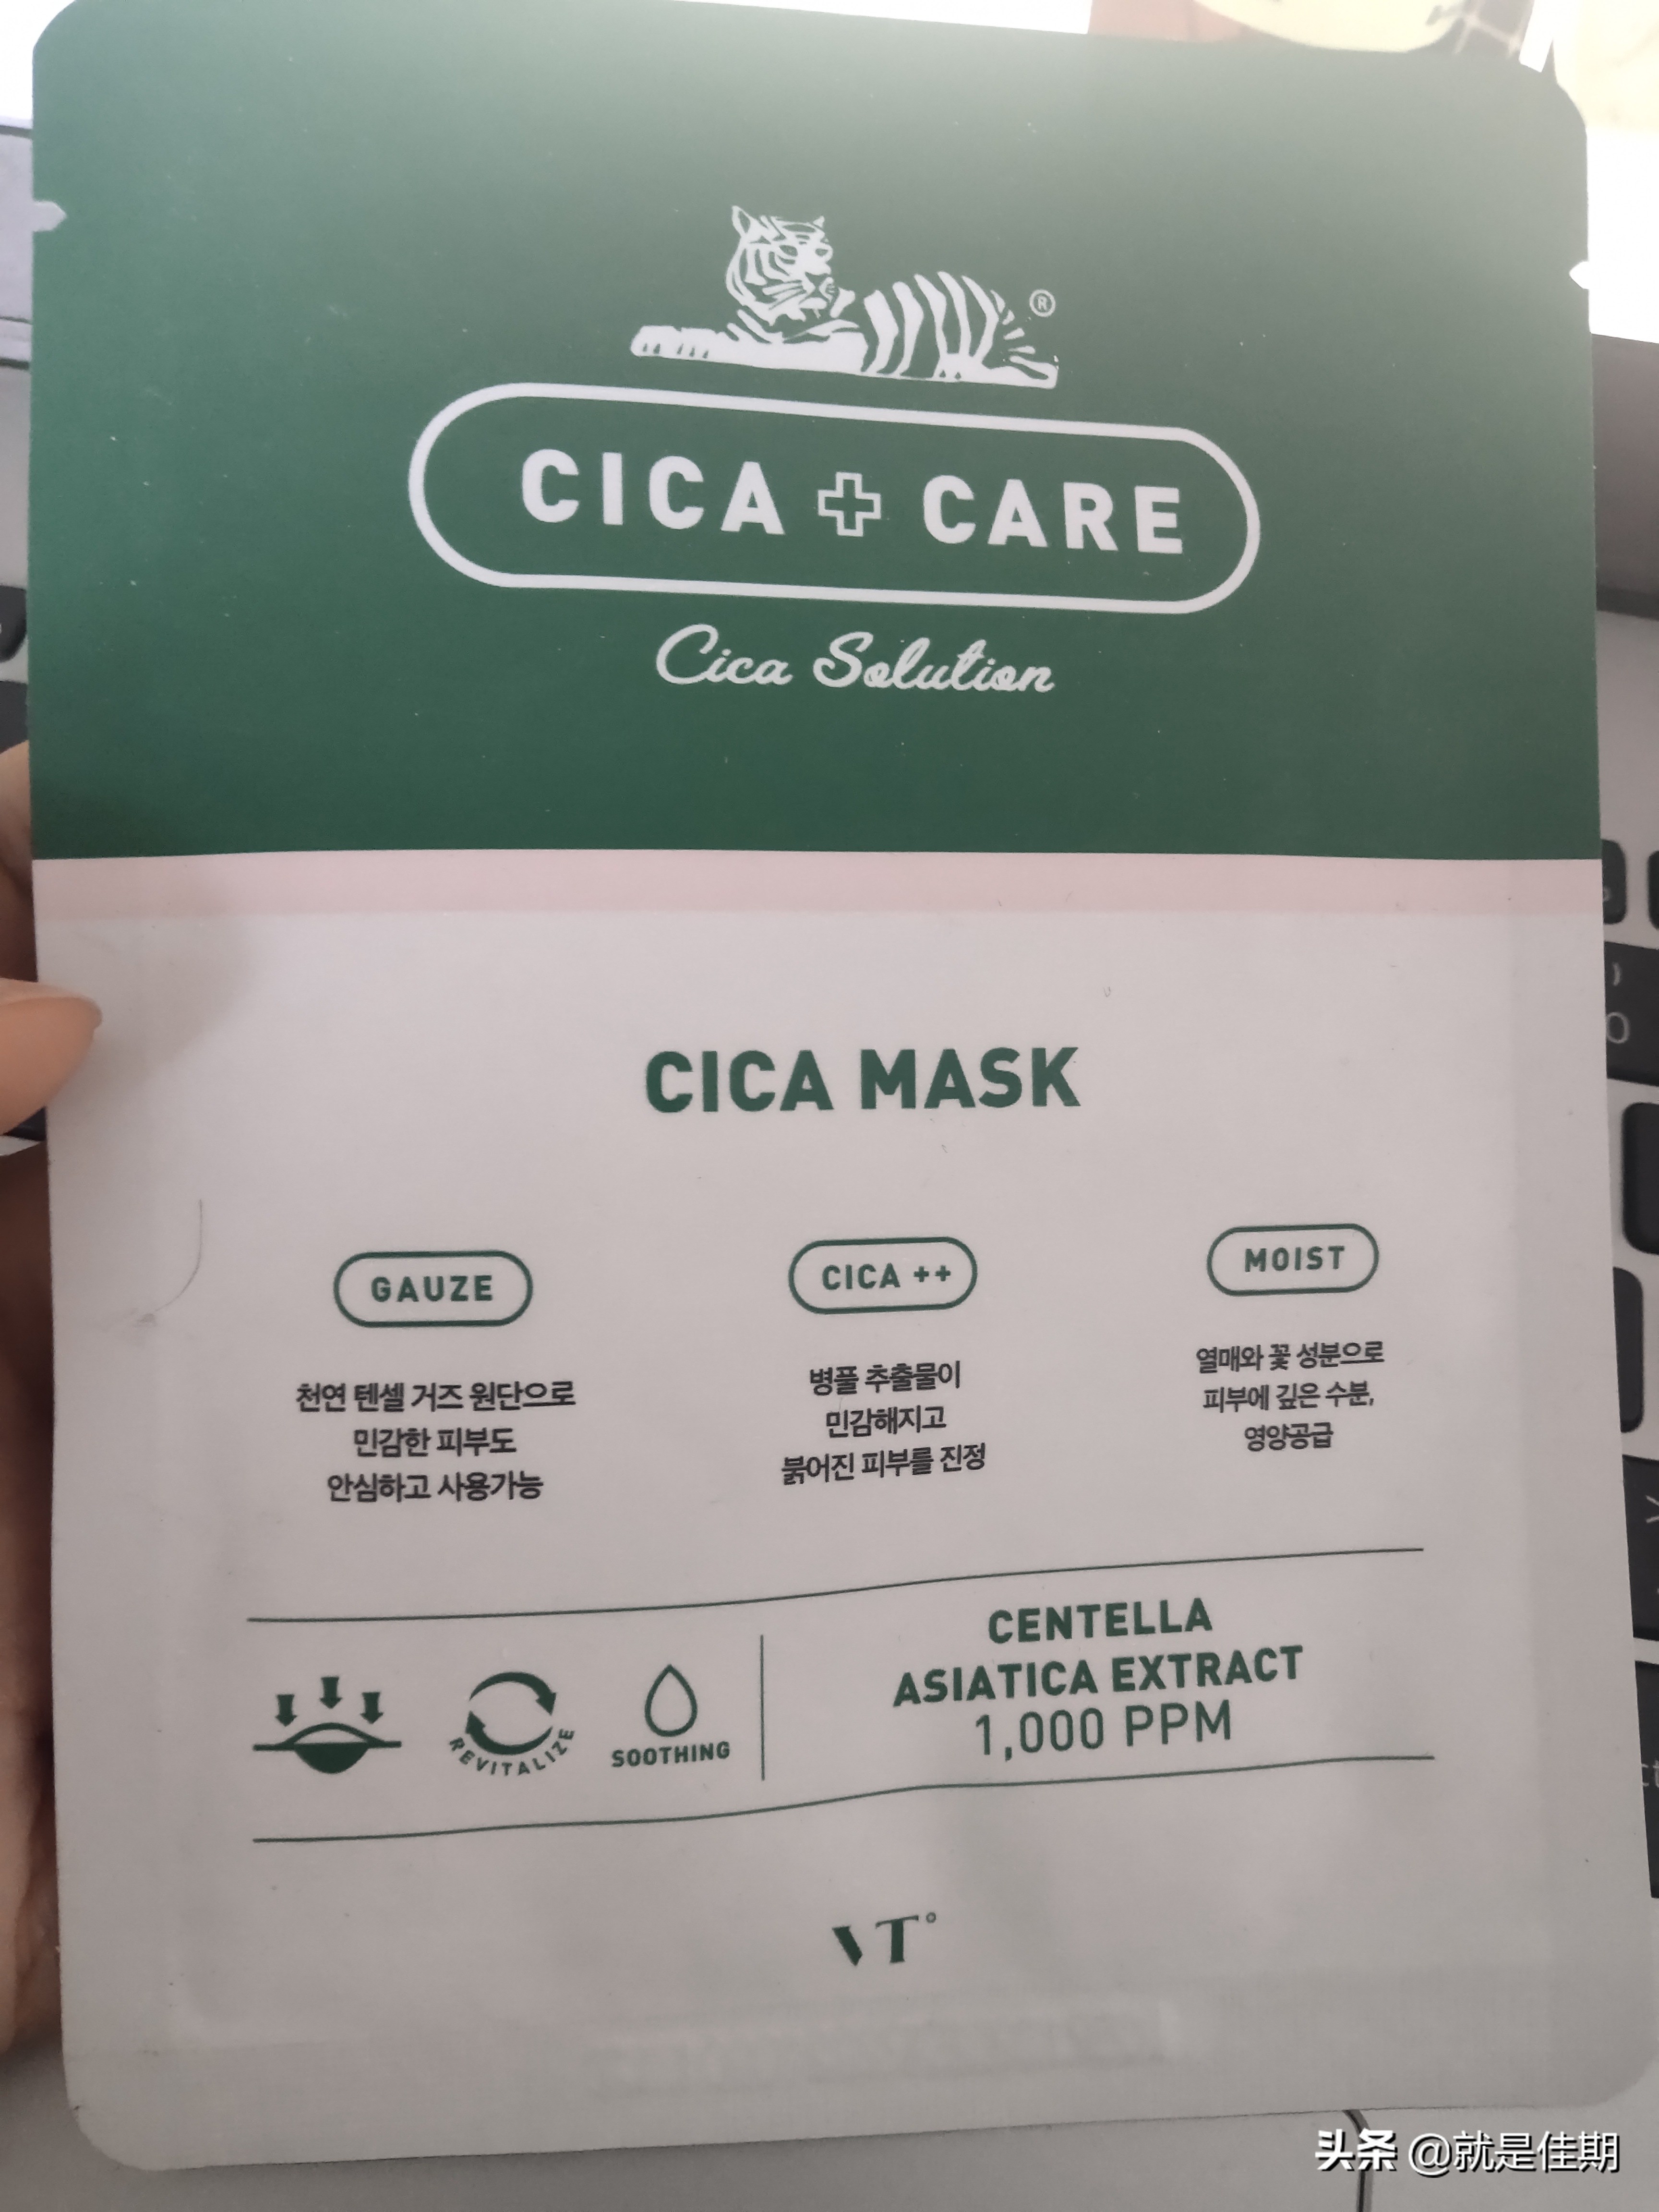 ®
CICA + CARE
Cica Solution
CICA MASK
GAUZE
천연 텐셀 거즈 원단으로
민감한 피부도
안심하고 사용가능
CICA ++
병풀 추출물이
민감해지고
붉어진 피부를 진정
MOIST
열매와 꽃 성분으로
피부에 깊은 수분,
영양공급
REVITALIZE
SOOTHING
CENTELLA
ASIATICA EXTRACT
1,000 PPM
VT°
头条 @就是佳期